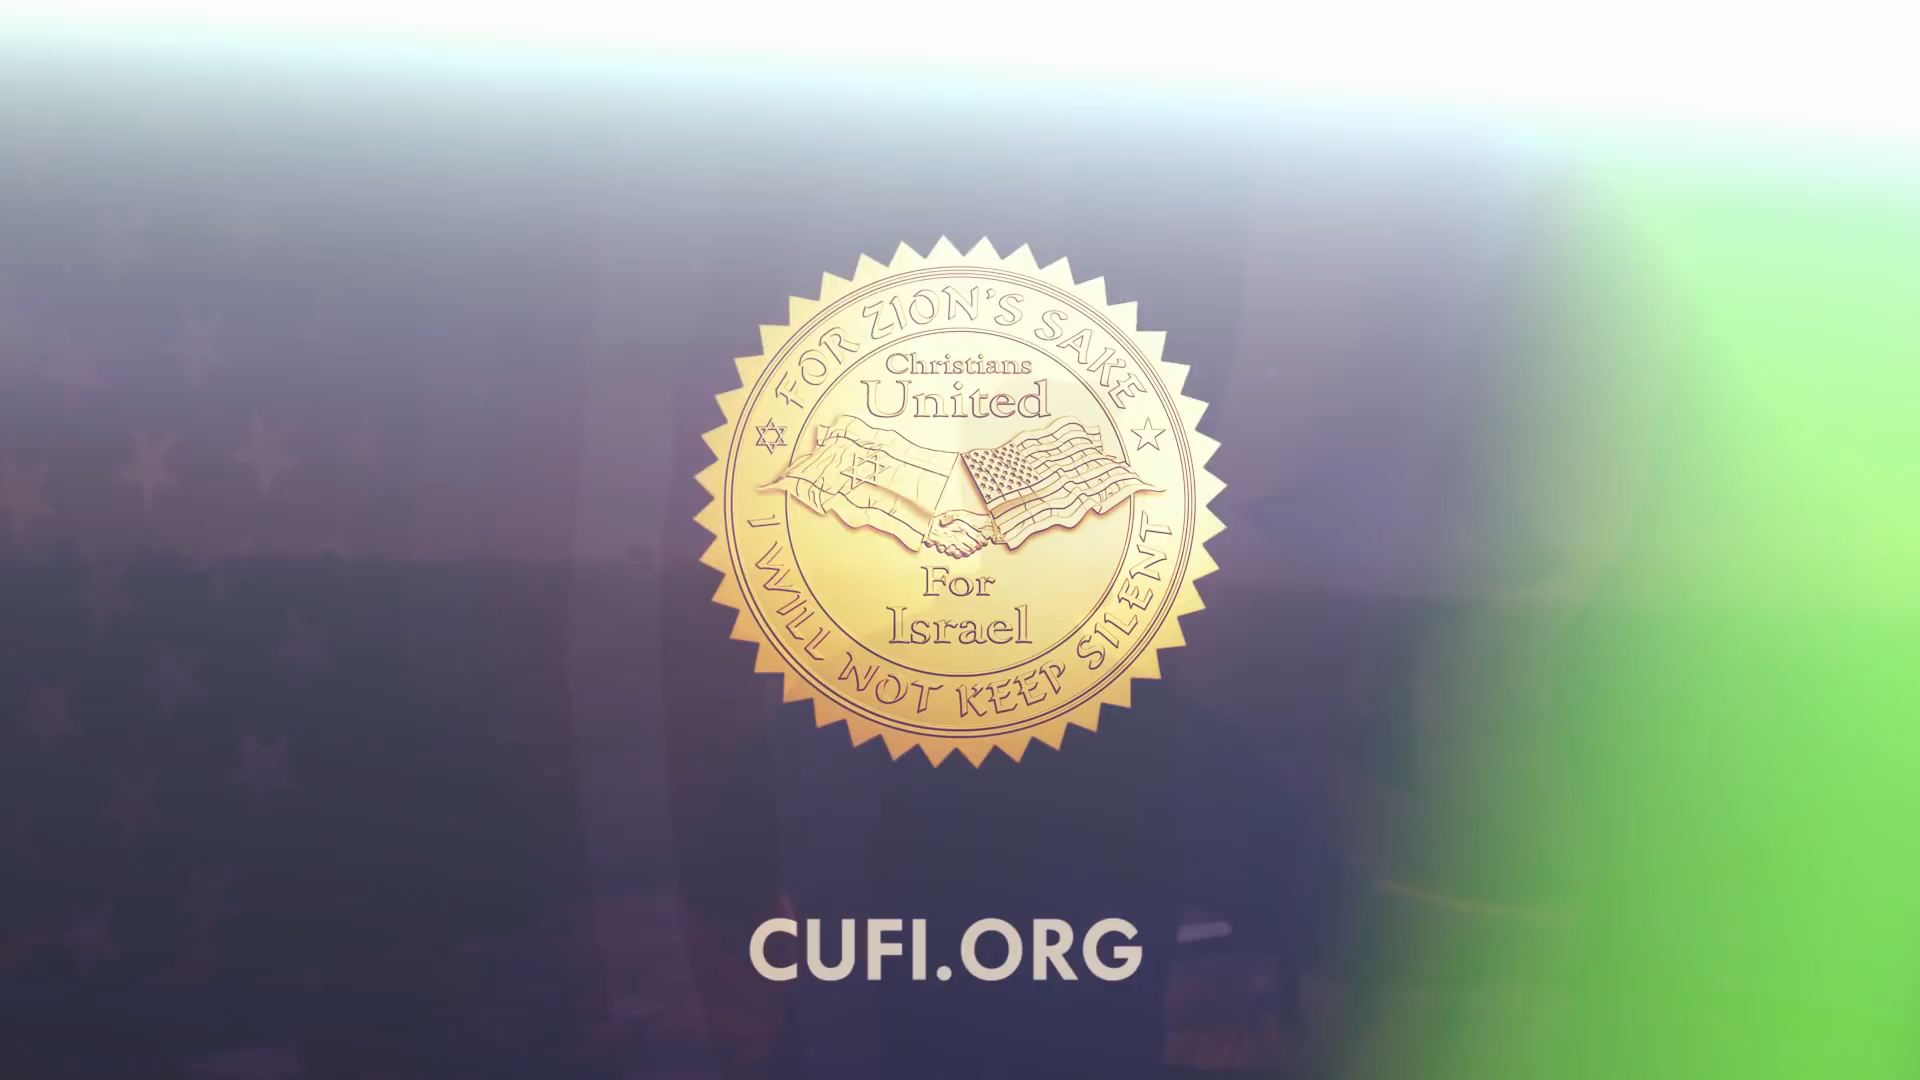 FOR ZION'S SAKE
Christians
United
For
Israel
I WILL NOT KEEP SILENT
CUFI.ORG